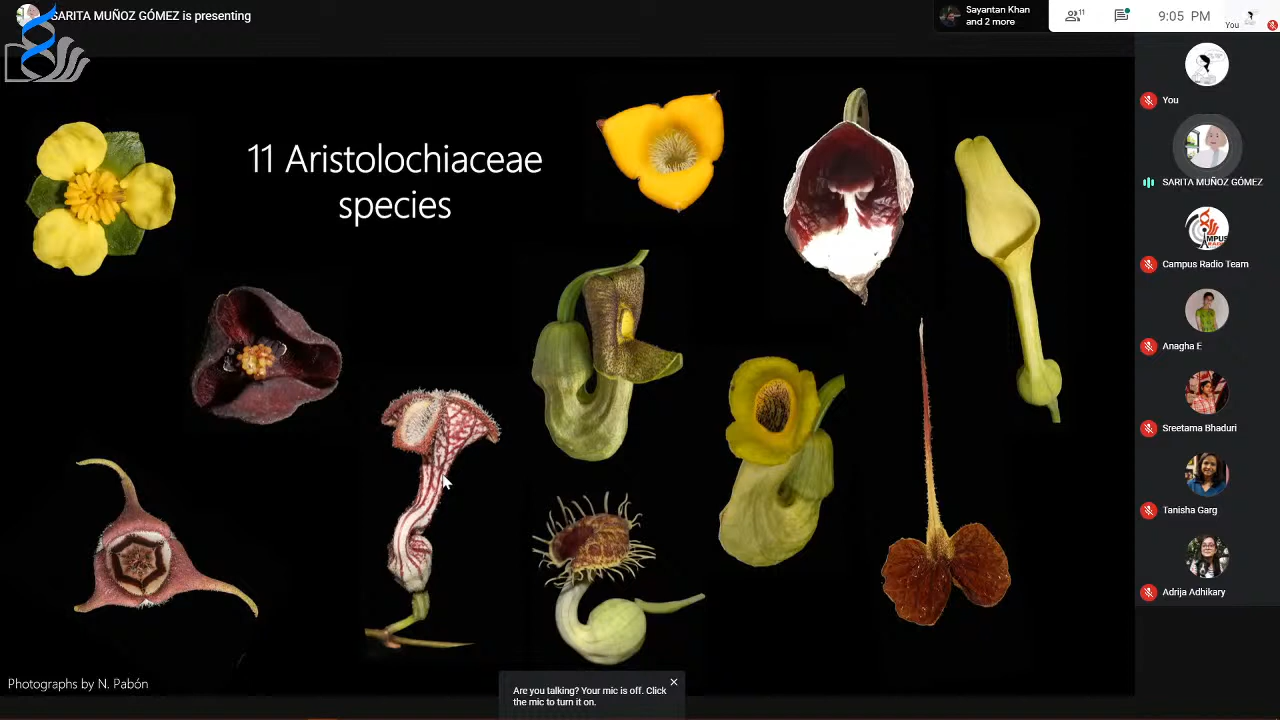 SARITA MUÑOZ GÓMEZ is presenting
Sayantan Khan
and 2 more
11
9:05 PM
You
You
SARITA MUÑOZ GÓMEZ
Campus Radio Team
Anagha E
Sreetama Bhaduri
Tanisha Garg
Adrija Adhikary
11 Aristolochiaceae
species
Photographs by N. Pabón
Are you talking? Your mic is off. Click
the mic to turn it on.